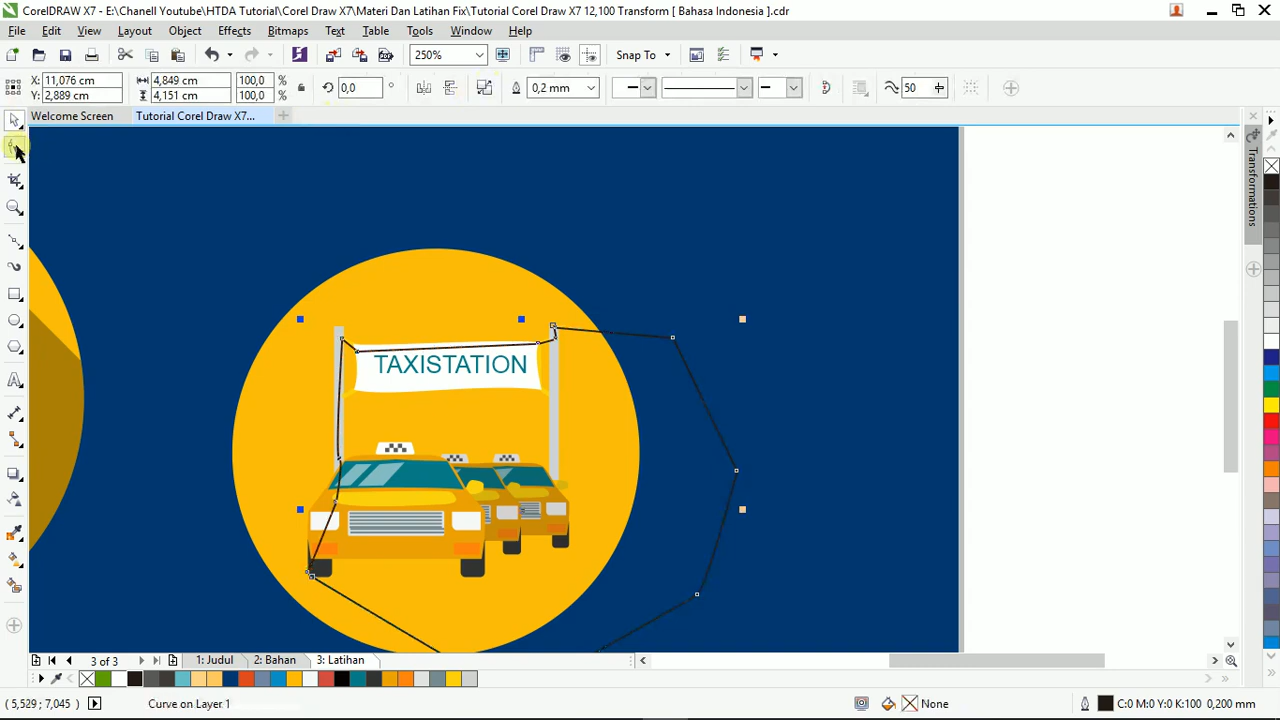 CorelDRAW X7 - E:\Chanell Youtube\HTDA Tutorial\Corel Draw X7\Materi Dan Latihan Fix\Tutorial Corel Draw X7 12,100 Transform [ Bahasa Indonesia ].cdr
File Edit View Layout Object Effects Bitmaps Text Table Tools Window Help
250% Snap To
X: 11,076 cm 4,849 cm 100,0 % 0,0 ° 0,2 mm 50
Y: 2,889 cm 4,151 cm 100,0 %
Welcome Screen Tutorial Corel Draw X7...
Transformations
TAXISTATION
3 of 3 1: Judul 2: Bahan 3: Latihan
( 5,529 ; 7,045 ) Curve on Layer 1 None C:0 M:0 Y:0 K:100 0,200 mm